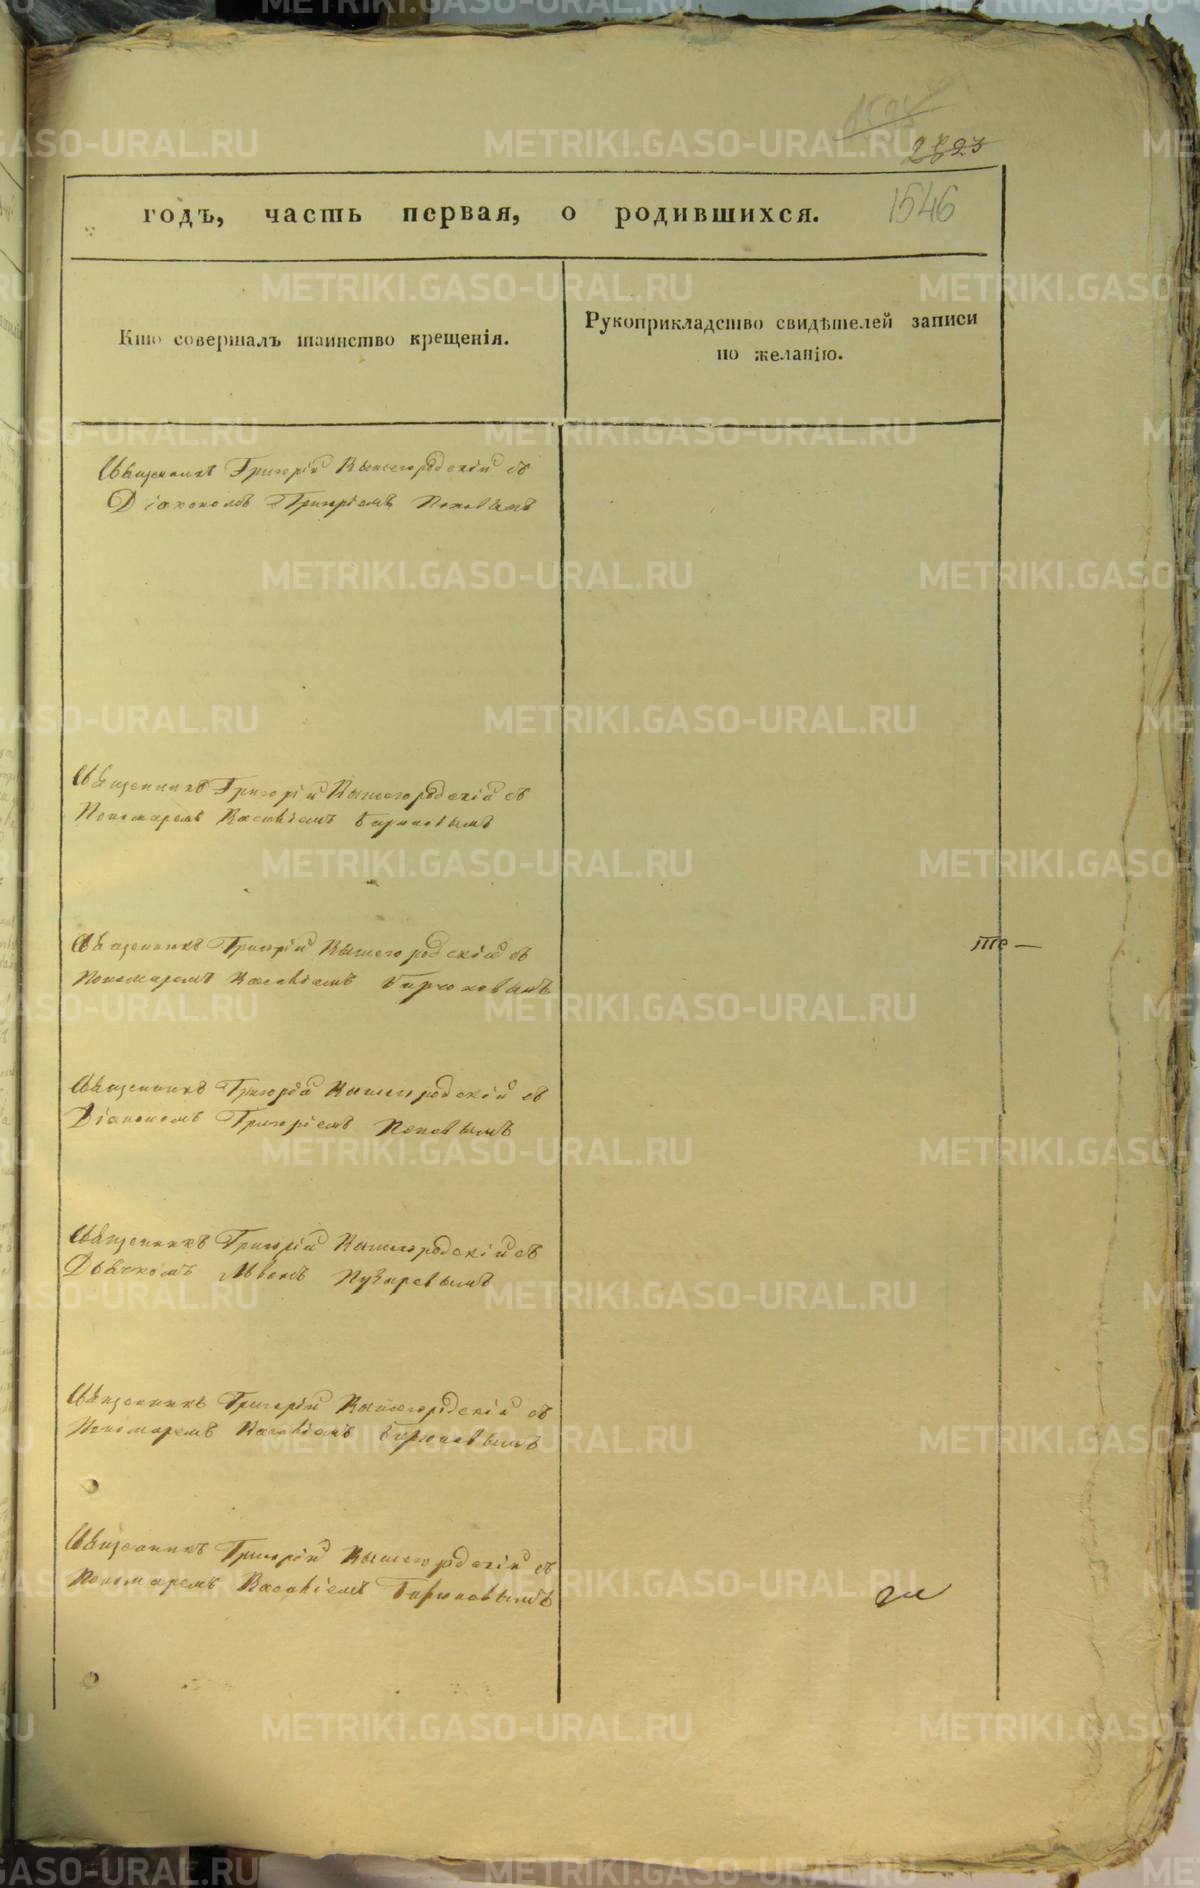 2823
1546
годъ, часть первая, о родившихся.
Кто совершалъ таинство крещенія.
Рукоприкладство свидѣтелей записи
по желанію.
Священникъ Григорій Вышегородскій съ
Діакономъ Григоріемъ Поповымъ
Священникъ Григорій Вышегородскій съ
Пономаремъ Василіемъ Бирюковымъ
Священникъ Григорій Вышегородскій съ
Пономаремъ Василіемъ Бирюковымъ
те —
Священникъ Григорій Вышегородскій съ
Діакономъ Григоріемъ Поповымъ
Священникъ Григорій Вышегородскій съ
Дьячкомъ Пузыревымъ
Священникъ Григорій Вышегородскій съ
Пономаремъ Василіемъ Бирюковымъ
Священникъ Григорій Вышегородскій съ
Пономаремъ Василіемъ Бирюковымъ
METRIKI.GASO-URAL.RU